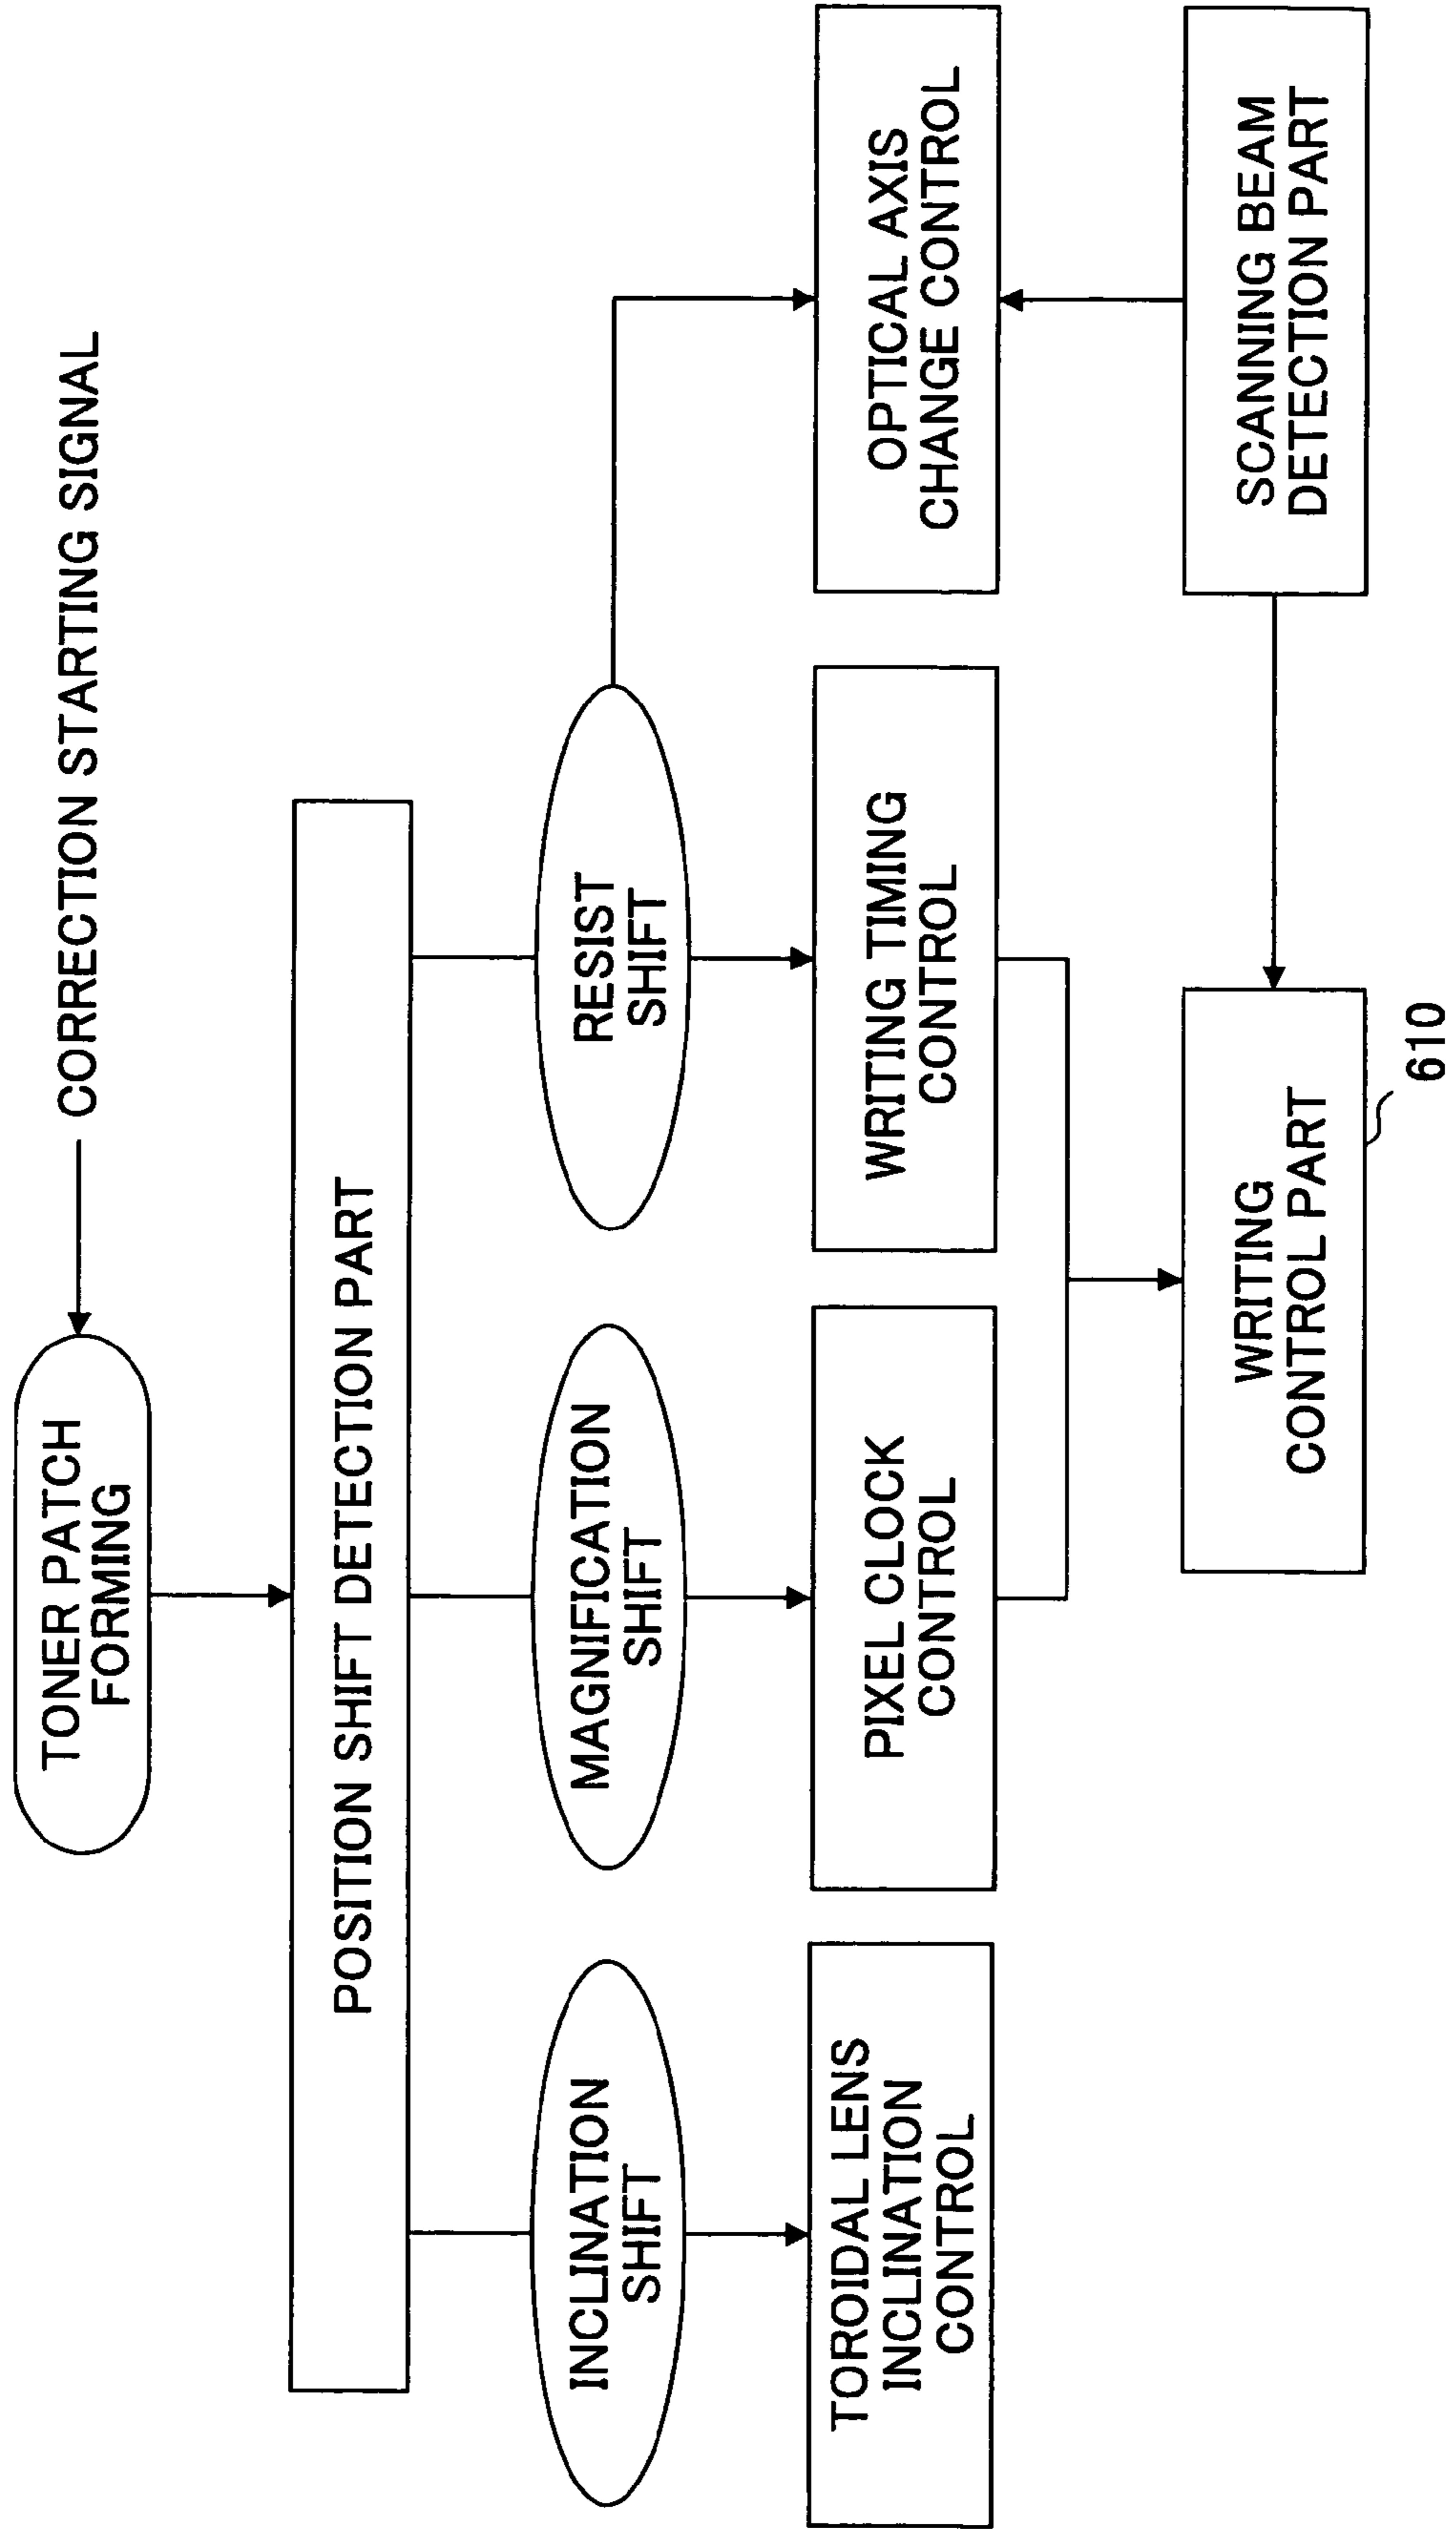 CORRECTION STARTING SIGNAL
TONER PATCH
FORMING
POSITION SHIFT DETECTION PART
INCLINATION
SHIFT
MAGNIFICATION
SHIFT
RESIST
SHIFT
TOROIDAL LENS
INCLINATION
CONTROL
PIXEL CLOCK
CONTROL
WRITING TIMING
CONTROL
OPTICAL AXIS
CHANGE CONTROL
WRITING
CONTROL PART
610
SCANNING BEAM
DETECTION PART